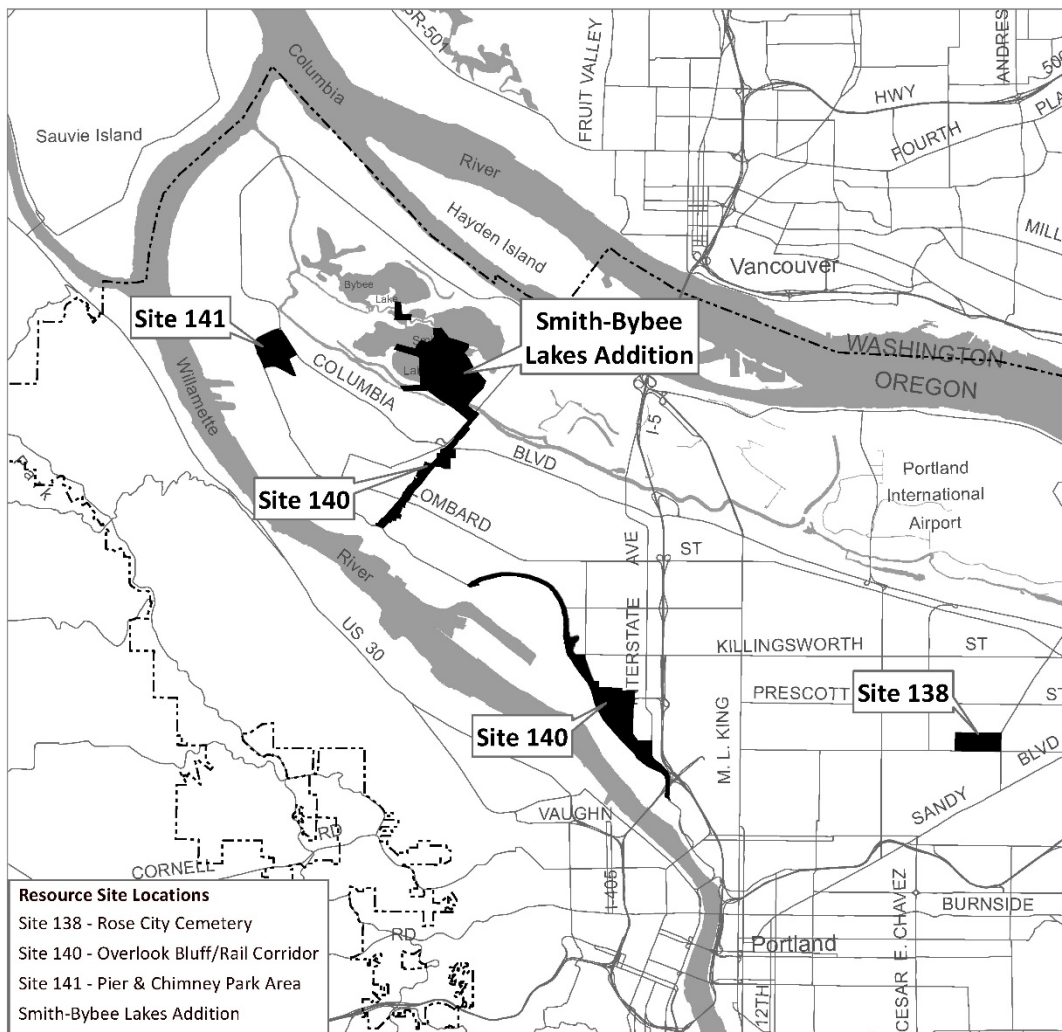 SR-501
Columbia
River
Sauvie Island
FRUIT VALLEY
ANDRES
HWY
500
FOURTH
PLA
MILL
Hayden Island
Vancouver
Bybee
Lake
Site 141
Smith-Bybee
Lakes Addition
WASHINGTON
OREGON
Willamette
COLUMBIA
BLVD
I-5
Portland
International
Airport
Site 140
LOMBARD
ST
Park
River
US 30
TERSTATE AVE
KILLINGSWORTH ST
PRESCOTT S
Site 138
Site 140
M. L. KING
BLVD
SANDY
VAUGHN
RD
CORNELL
I-405
RD
BURNSIDE
Portland
12TH
CESAR E. CHAVEZ
Resource Site Locations
Site 138 - Rose City Cemetery
Site 140 - Overlook Bluff/Rail Corridor
Site 141 - Pier & Chimney Park Area
Smith-Bybee Lakes Addition